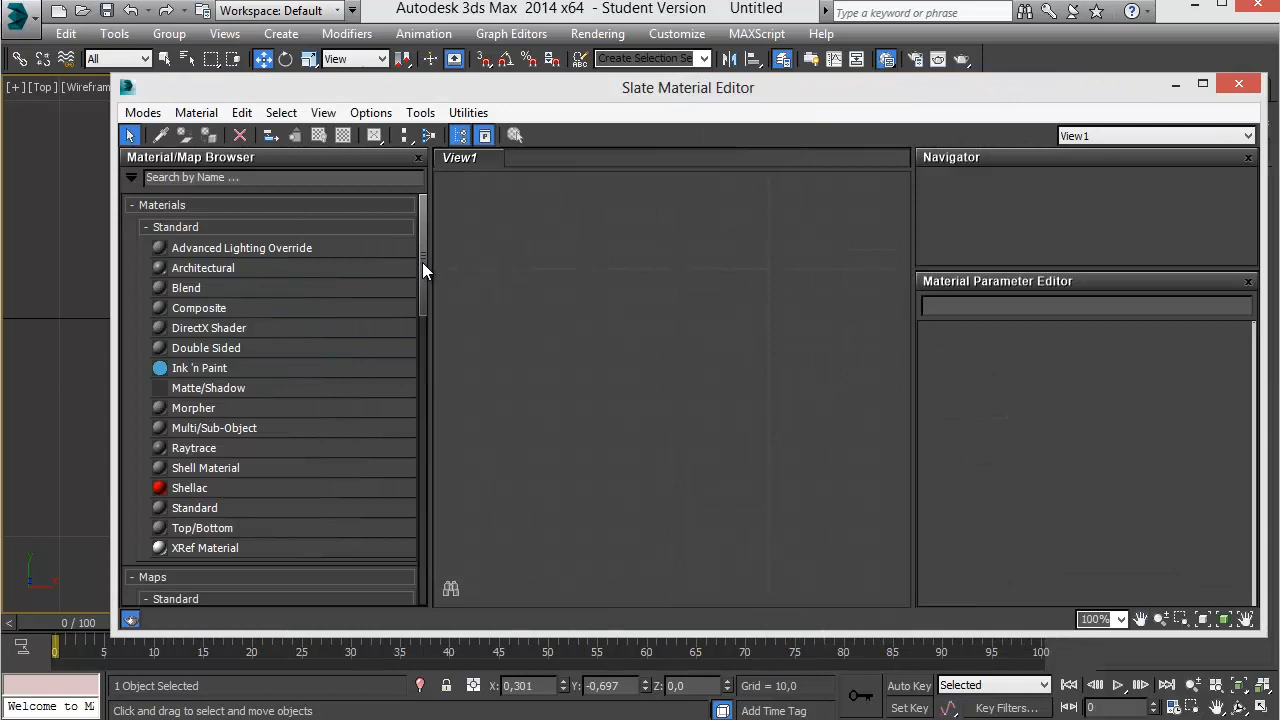 Workspace: Default
Autodesk 3ds Max 2014 x64 - Student Version Untitled
Type a keyword or phrase
Edit Tools Group Views Create Modifiers Animation Graph Editors Rendering Customize MAXScript Help
All View Create Selection Se
[+] [Top] [Wirefram
Slate Material Editor
Modes Material Edit Select View Options Tools Utilities
View1
Material/Map Browser
View1
Navigator
Search by Name ...
- Materials
- Standard
Advanced Lighting Override
Architectural
Blend
Composite
DirectX Shader
Double Sided
Ink 'n Paint
Matte/Shadow
Morpher
Multi/Sub-Object
Raytrace
Shell Material
Shellac
Standard
Top/Bottom
XRef Material
- Maps
- Standard
Material Parameter Editor
100%
y
z x
0 / 100
0 5 10 15 20 25 30 35 40 45 50 55 60 65 70 75 80 85 90 95 100
1 Object Selected X: 0,301 Y: -0,697 Z: 0,0 Grid = 10,0 Auto Key Selected
Welcome to MA Click and drag to select and move objects Add Time Tag Set Key Key Filters... 0